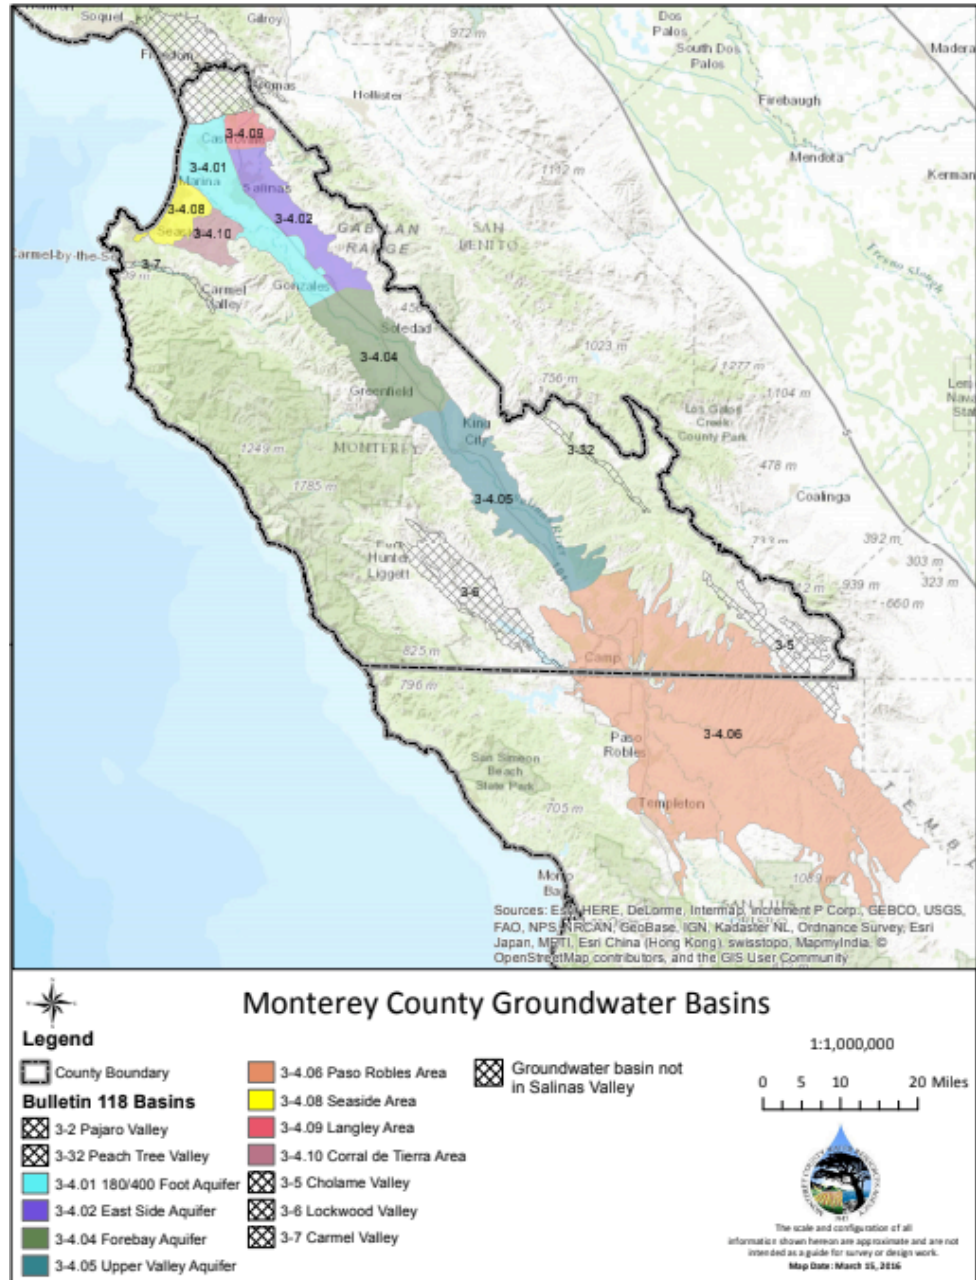 Soquel
Gilroy
Dos
Palos
972 m
South Dos
Palos
Madera
Hollister
Firebaugh
3-4.09
Mendota
3-4.01
1112 m
Kerman
Marina
Salinas
3-4.08
3-4.02
GABILAN
RANGE
SAN
BENITO
3-4.10
Fresno Slough
3-7
Carmel
Valley
Gonzales
Soledad
1023 m
3-4.04
1277 m
756 m
1104 m
Greenfield
Los Gatos
Creek
County Park
King
City
1249 m
MONTEREY
3-32
478 m
1785 m
3-4.05
Coalinga
392 m
Hunter
Liggett
303 m
939 m
323 m
660 m
3-6
3-5
825 m
Camp
796 m
3-4.06
Paso
Robles
San Simeon
Beach
State Park
705 m
Templeton
TEMBL
1089 m
Sources: Esri, HERE, DeLorme, Intermap, increment P Corp., GEBCO, USGS,
FAO, NPS, NRCAN, GeoBase, IGN, Kadaster NL, Ordnance Survey, Esri
Japan, METI, Esri China (Hong Kong), swisstopo, MapmyIndia, ©
OpenStreetMap contributors, and the GIS User Community
Monterey County Groundwater Basins
Legend
County Boundary
Bulletin 118 Basins
3-2 Pajaro Valley
3-32 Peach Tree Valley
3-4.01 180/400 Foot Aquifer
3-4.02 East Side Aquifer
3-4.04 Forebay Aquifer
3-4.05 Upper Valley Aquifer
3-4.06 Paso Robles Area
3-4.08 Seaside Area
3-4.09 Langley Area
3-4.10 Corral de Tierra Area
3-5 Cholame Valley
3-6 Lockwood Valley
3-7 Carmel Valley
Groundwater basin not
in Salinas Valley
1:1,000,000
0 5 10 20 Miles
The scale and configuration of all
information shown hereon are approximate and are not
intended as a guide for survey or design work.
Map Date: March 15, 2016